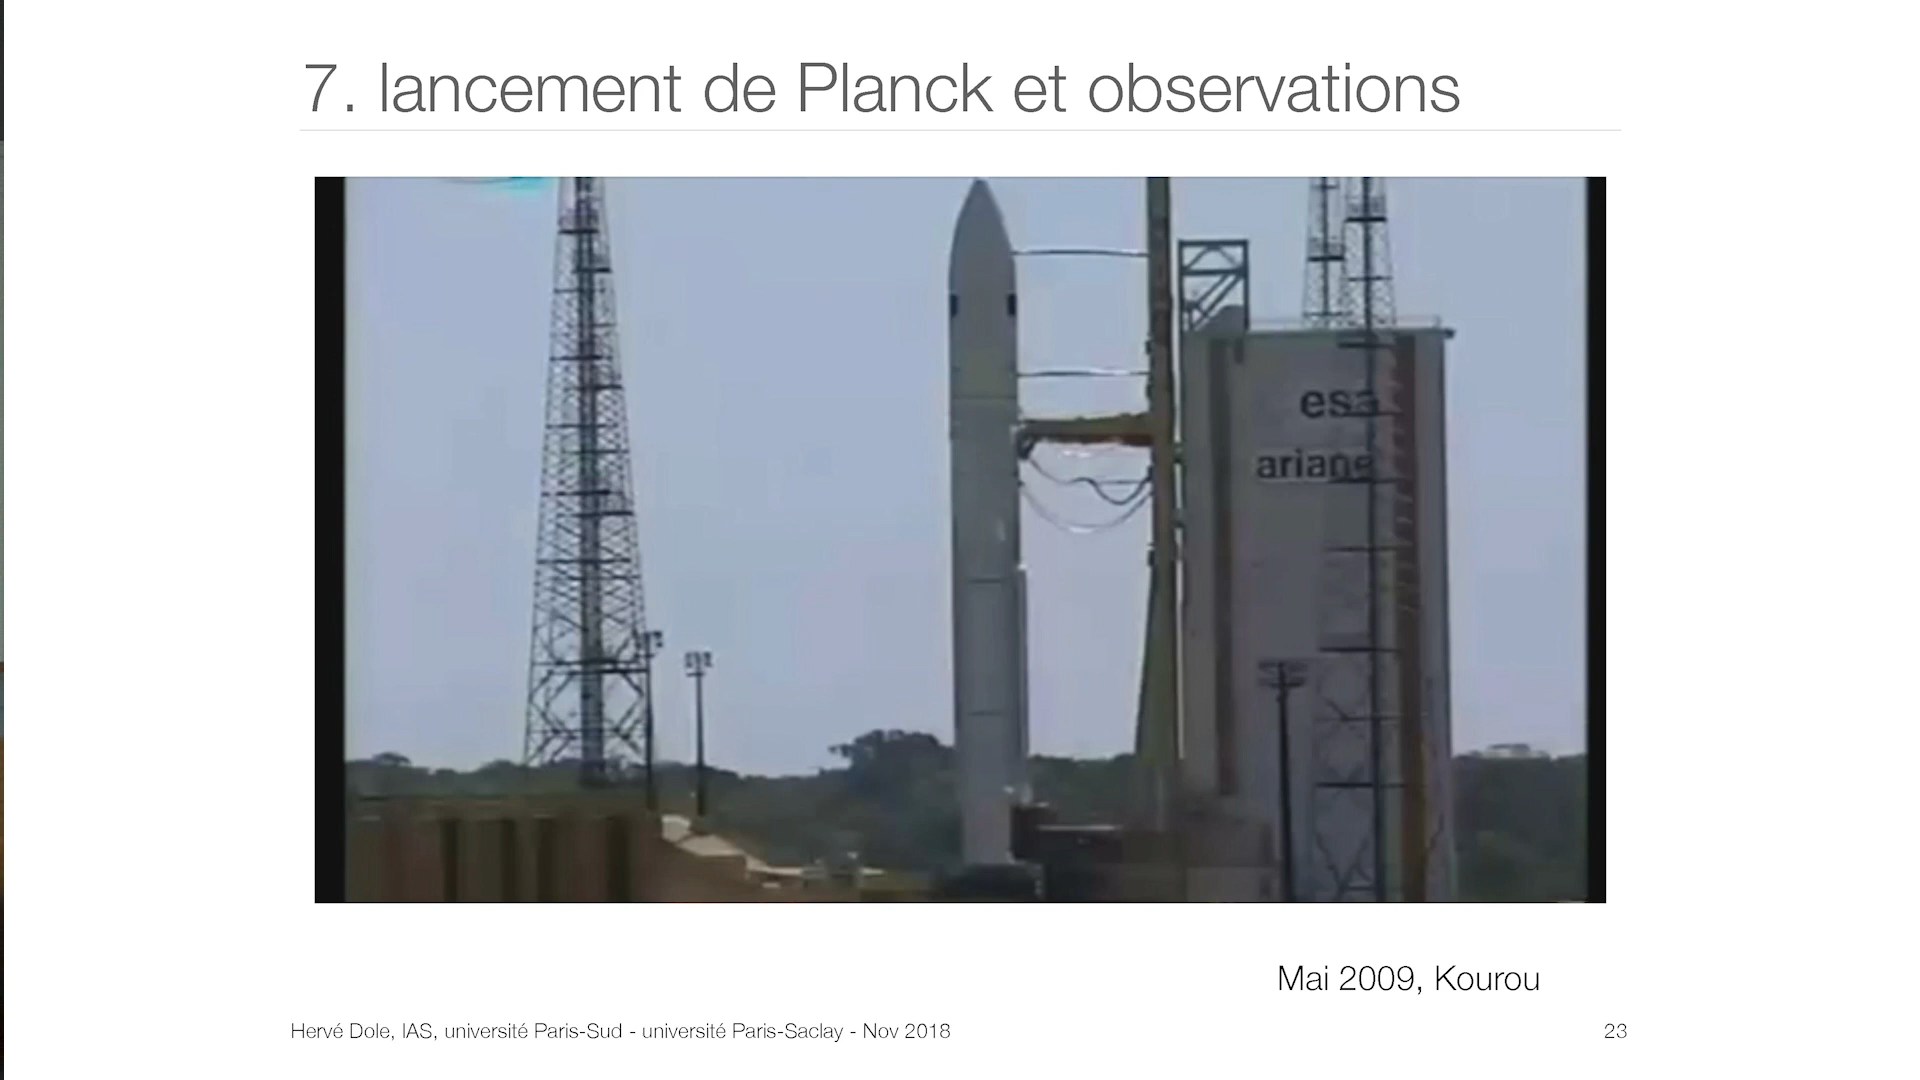 7. lancement de Planck et observations
esa
ariane
Mai 2009, Kourou
Hervé Dole, IAS, université Paris-Sud - université Paris-Saclay - Nov 2018
23